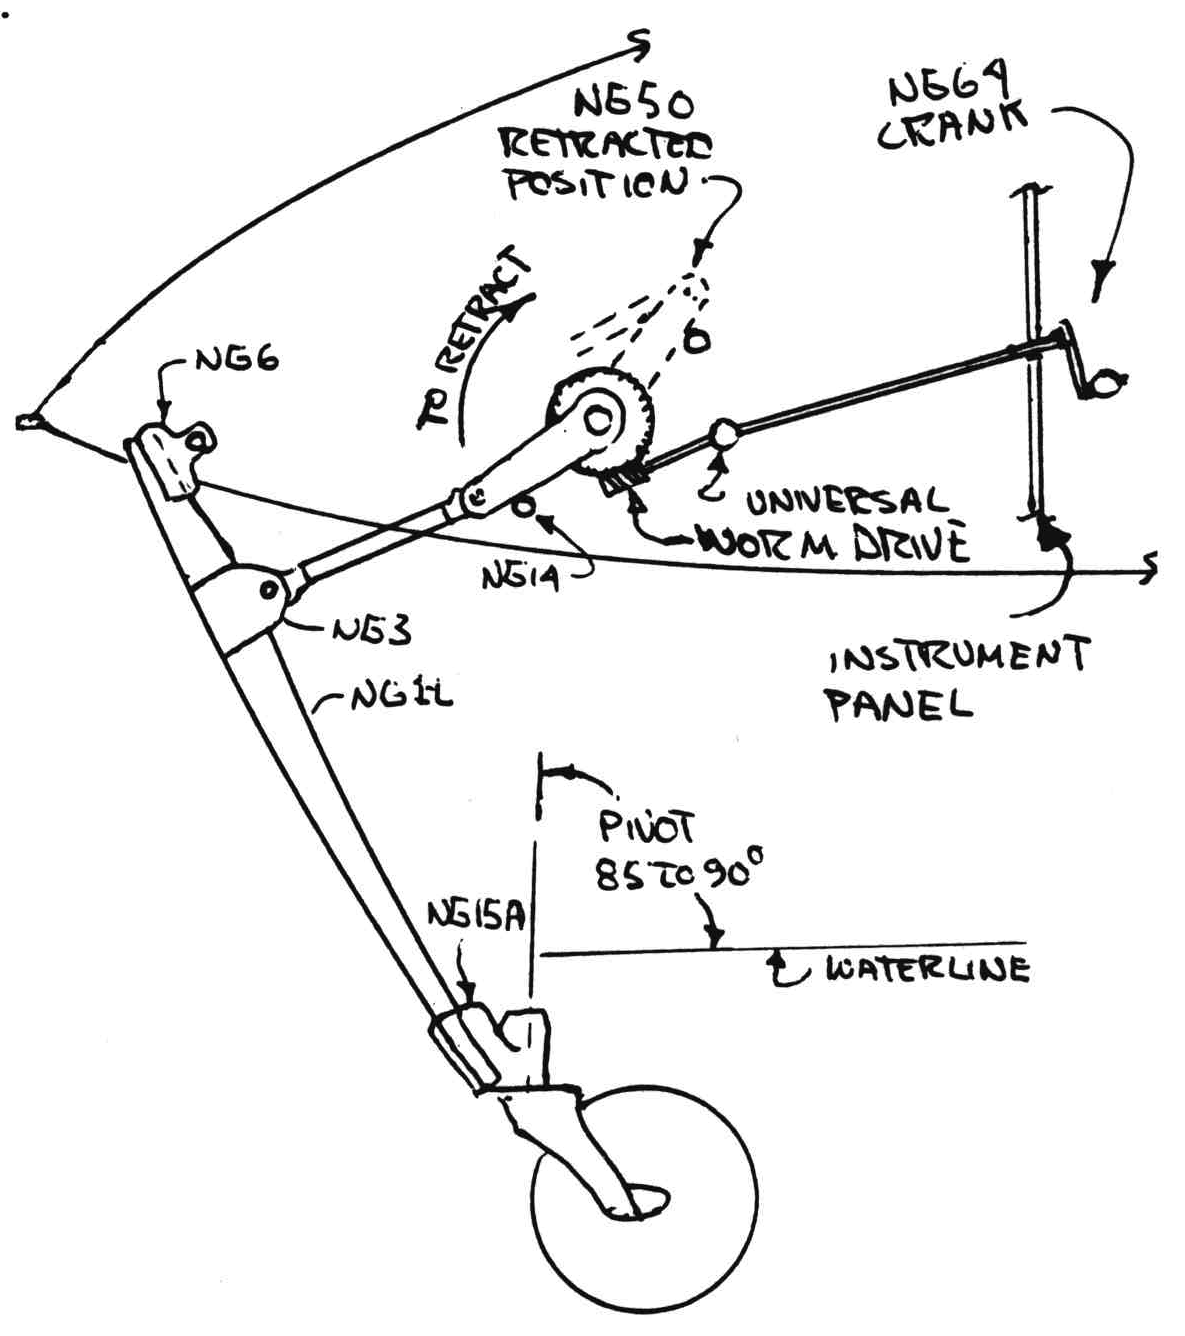 NG50
RETRACTED
POSITION
NG64
CRANK
TO RETRACT
NG6
UNIVERSAL
WORM DRIVE
NG14
NG3
INSTRUMENT
PANEL
NG1L
PIVOT
85 TO 90°
NG15A
WATERLINE